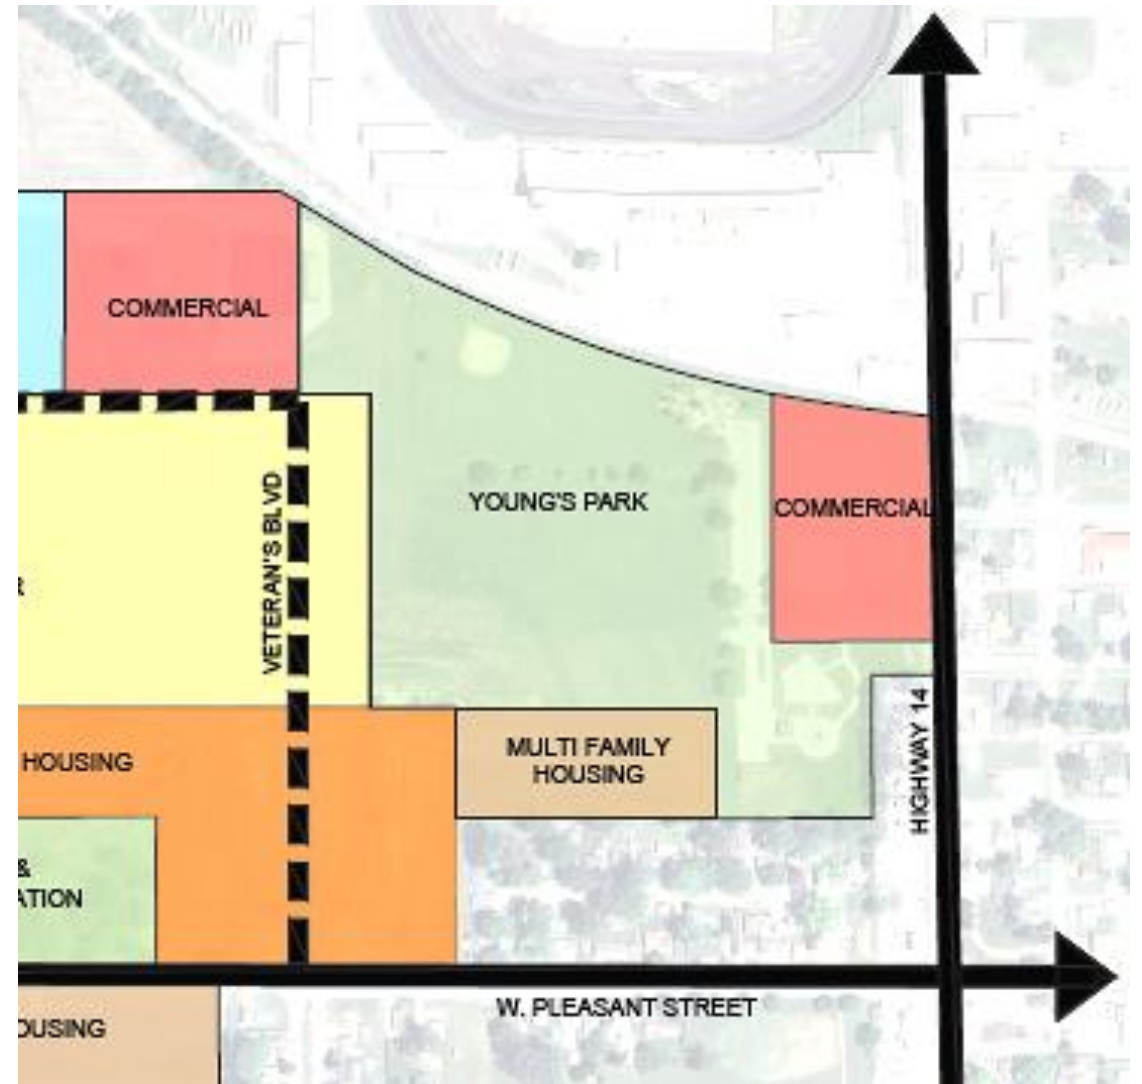 COMMERCIAL
YOUNG'S PARK
COMMERCIAL
VETERAN'S BLVD
HOUSING
MULTI FAMILY
HOUSING
HIGHWAY 14
&
ATION
W. PLEASANT STREET
OUSING